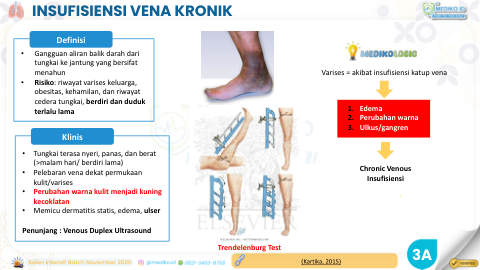 INSUFISIENSI VENA KRONIK
MEDIKO.ID
Definisi
• Gangguan aliran balik darah dari
tungkai ke jantung yang bersifat
menahun
• Risiko: riwayat varises keluarga,
obesitas, kehamilan, dan riwayat
cedera tungkai, berdiri dan duduk
terlalu lama
Klinis
• Tungkai terasa nyeri, panas, dan berat
(>malam hari/ berdiri lama)
• Pelebaran vena dekat permukaan
kulit/varises
• Perubahan warna kulit menjadi kuning
kecoklatan
• Memicu dermatitis statis, edema, ulser
Penunjang : Venous Duplex Ultrasound
ELSEVIER
Trendelenburg Test
MEDIKOLOGIC
Varises = akibat insufisiensi katup vena
1. Edema
2. Perubahan warna
3. Ulkus/gangren
Chronic Venous
Insufisiensi
(Kartika, 2015)
3A